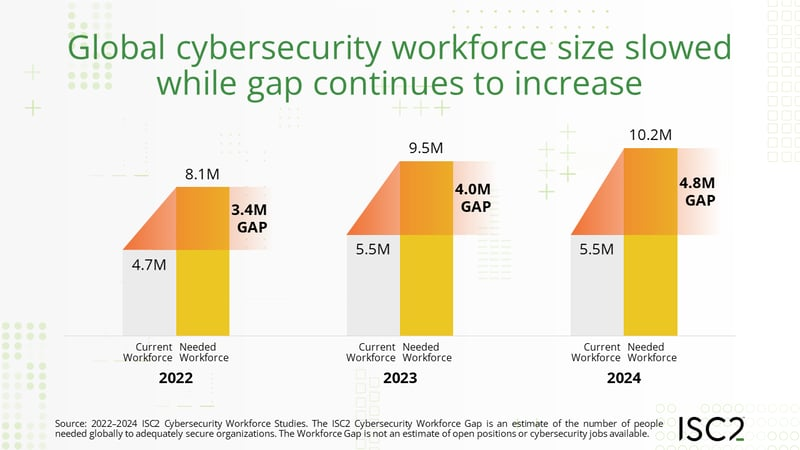 Global cybersecurity workforce size slowed
while gap continues to increase
8.1M
3.4M
GAP
4.7M
Current Workforce
Needed Workforce
2022
9.5M
4.0M
GAP
5.5M
Current Workforce
Needed Workforce
2023
10.2M
4.8M
GAP
5.5M
Current Workforce
Needed Workforce
2024
Source: 2022–2024 ISC2 Cybersecurity Workforce Studies. The ISC2 Cybersecurity Workforce Gap is an estimate of the number of people
needed globally to adequately secure organizations. The Workforce Gap is not an estimate of open positions or cybersecurity jobs available.
ISC2